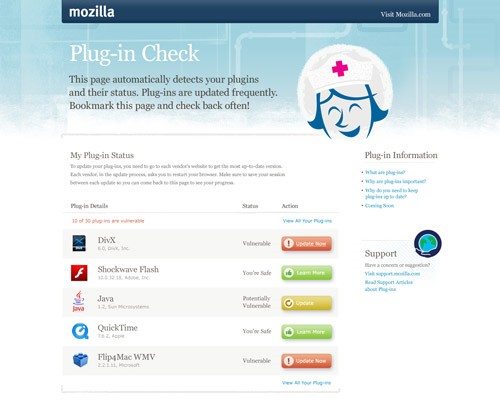 mozilla
Visit Mozilla.com
Plug-in Check
This page automatically detects your plugins
and their status. Plug-ins are updated frequently.
Bookmark this page and check back often!
My Plug-in Status
To update your plug-ins, you need to go to each vendor's website to get the most up-to-date version.
Each vendor, in the update process, asks you to restart your browser. Make sure to save your session
between each update so you can come back to this page to see your progress.
Plug-in Details
Status
Action
10 of 30 plug-ins are vulnerable
View All Your Plug-ins
DivX
6.0, DivX, Inc.
Vulnerable
Update Now
Shockwave Flash
10.0.32.18, Adobe, Inc.
You're Safe
Learn More
Java
1.2, Sun Microsystems
Potentially
Vulnerable
Update
QuickTime
7.6.2, Apple
You're Safe
Learn More
Flip4Mac WMV
2.2.1.11, Microsoft
Vulnerable
Update Now
View All Your Plug-ins
Plug-in Information
What are plug-ins?
Why are plug-ins important?
Why do you need to keep
plug-ins up to date?
Coming Soon
Support
Have a concern or suggestion?
Visit support.mozilla.com
Read Support Articles
about Plug-ins